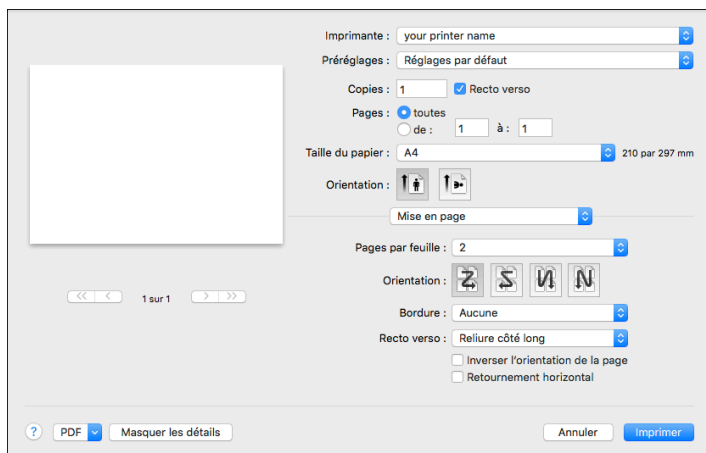 Imprimante : your printer name
Préréglages : Réglages par défaut
Copies : 1 Recto verso
Pages : toutes
de : 1 à : 1
Taille du papier : A4 210 par 297 mm
Orientation :
Mise en page
Pages par feuille : 2
Orientation :
Bordure : Aucune
Recto verso : Reliure côté long
Inverser l'orientation de la page
Retournement horizontal
<< < 1 sur 1 > >>
? PDF Masquer les détails Annuler Imprimer